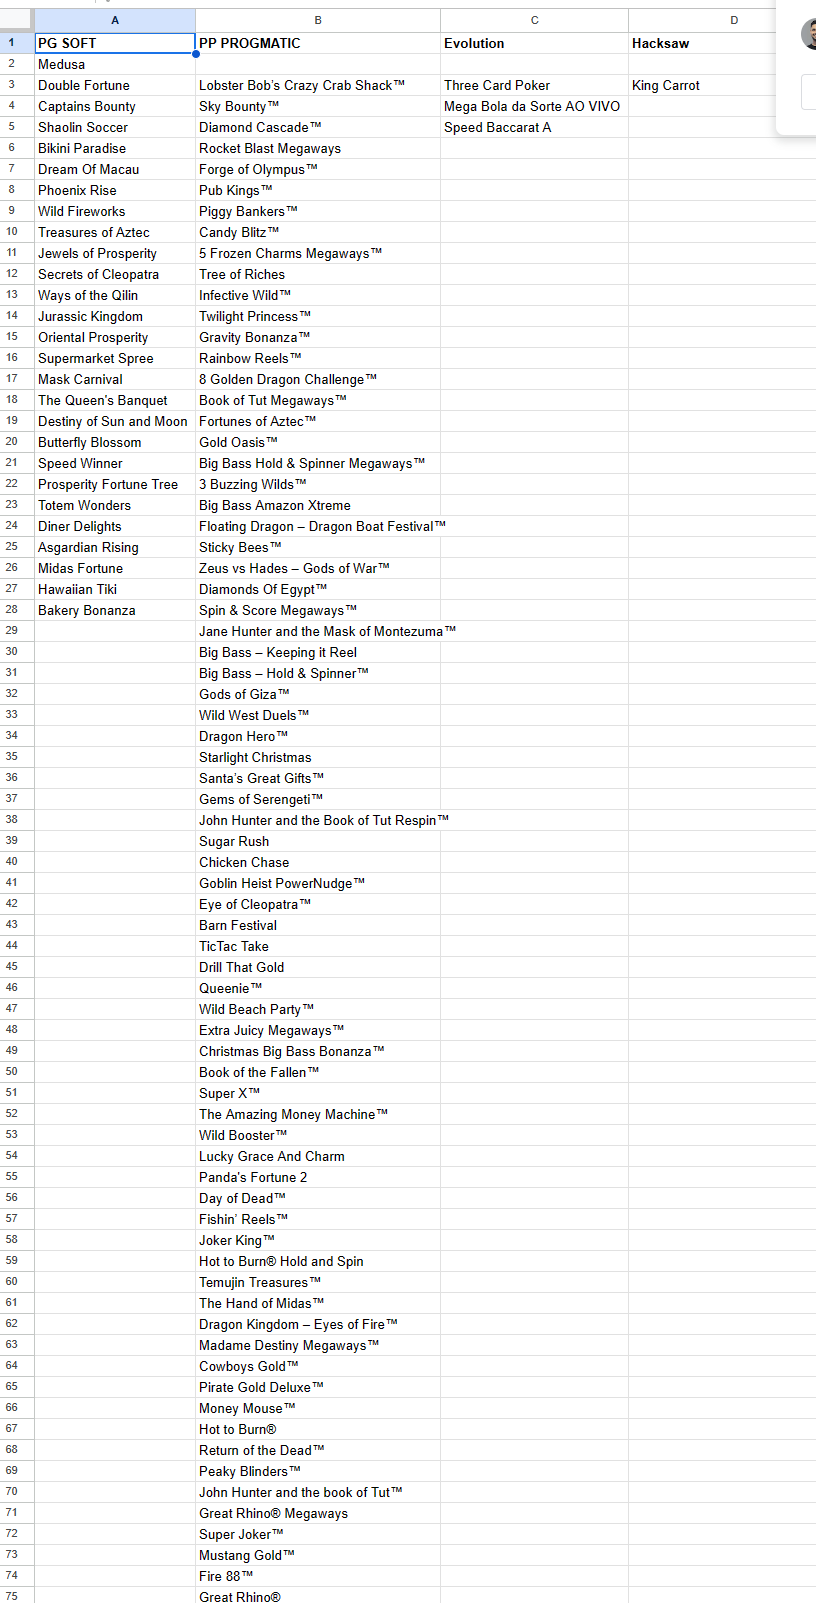 A B C D
1 PG SOFT PP PROGMATIC Evolution Hacksaw
2 Medusa
3 Double Fortune Lobster Bob's Crazy Crab Shack™ Three Card Poker King Carrot
4 Captains Bounty Sky Bounty™ Mega Bola da Sorte AO VIVO
5 Shaolin Soccer Diamond Cascade™ Speed Baccarat A
6 Bikini Paradise Rocket Blast Megaways
7 Dream Of Macau Forge of Olympus™
8 Phoenix Rise Pub Kings™
9 Wild Fireworks Piggy Bankers™
10 Treasures of Aztec Candy Blitz™
11 Jewels of Prosperity 5 Frozen Charms Megaways™
12 Secrets of Cleopatra Tree of Riches
13 Ways of the Qilin Infective Wild™
14 Jurassic Kingdom Twilight Princess™
15 Oriental Prosperity Gravity Bonanza™
16 Supermarket Spree Rainbow Reels™
17 Mask Carnival 8 Golden Dragon Challenge™
18 The Queen's Banquet Book of Tut Megaways™
19 Destiny of Sun and Moon Fortunes of Aztec™
20 Butterfly Blossom Gold Oasis™
21 Speed Winner Big Bass Hold & Spinner Megaways™
22 Prosperity Fortune Tree 3 Buzzing Wilds™
23 Totem Wonders Big Bass Amazon Xtreme
24 Diner Delights Floating Dragon – Dragon Boat Festival™
25 Asgardian Rising Sticky Bees™
26 Midas Fortune Zeus vs Hades – Gods of War™
27 Hawaiian Tiki Diamonds Of Egypt™
28 Bakery Bonanza Spin & Score Megaways™
29 Jane Hunter and the Mask of Montezuma™
30 Big Bass – Keeping it Reel
31 Big Bass – Hold & Spinner™
32 Gods of Giza™
33 Wild West Duels™
34 Dragon Hero™
35 Starlight Christmas
36 Santa's Great Gifts™
37 Gems of Serengeti™
38 John Hunter and the Book of Tut Respin™
39 Sugar Rush
40 Chicken Chase
41 Goblin Heist PowerNudge™
42 Eye of Cleopatra™
43 Barn Festival
44 TicTac Take
45 Drill That Gold
46 Queenie™
47 Wild Beach Party™
48 Extra Juicy Megaways™
49 Christmas Big Bass Bonanza™
50 Book of the Fallen™
51 Super X™
52 The Amazing Money Machine™
53 Wild Booster™
54 Lucky Grace And Charm
55 Panda's Fortune 2
56 Day of Dead™
57 Fishin' Reels™
58 Joker King™
59 Hot to Burn® Hold and Spin
60 Temujin Treasures™
61 The Hand of Midas™
62 Dragon Kingdom – Eyes of Fire™
63 Madame Destiny Megaways™
64 Cowboys Gold™
65 Pirate Gold Deluxe™
66 Money Mouse™
67 Hot to Burn®
68 Return of the Dead™
69 Peaky Blinders™
70 John Hunter and the book of Tut™
71 Great Rhino® Megaways
72 Super Joker™
73 Mustang Gold™
74 Fire 88™
75 Great Rhino®